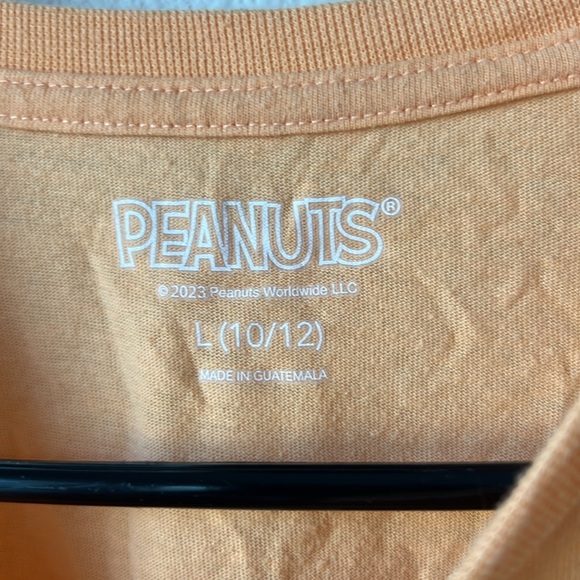 PEANUTS®
© 2023 Peanuts Worldwide LLC
L (10/12)
MADE IN GUATEMALA